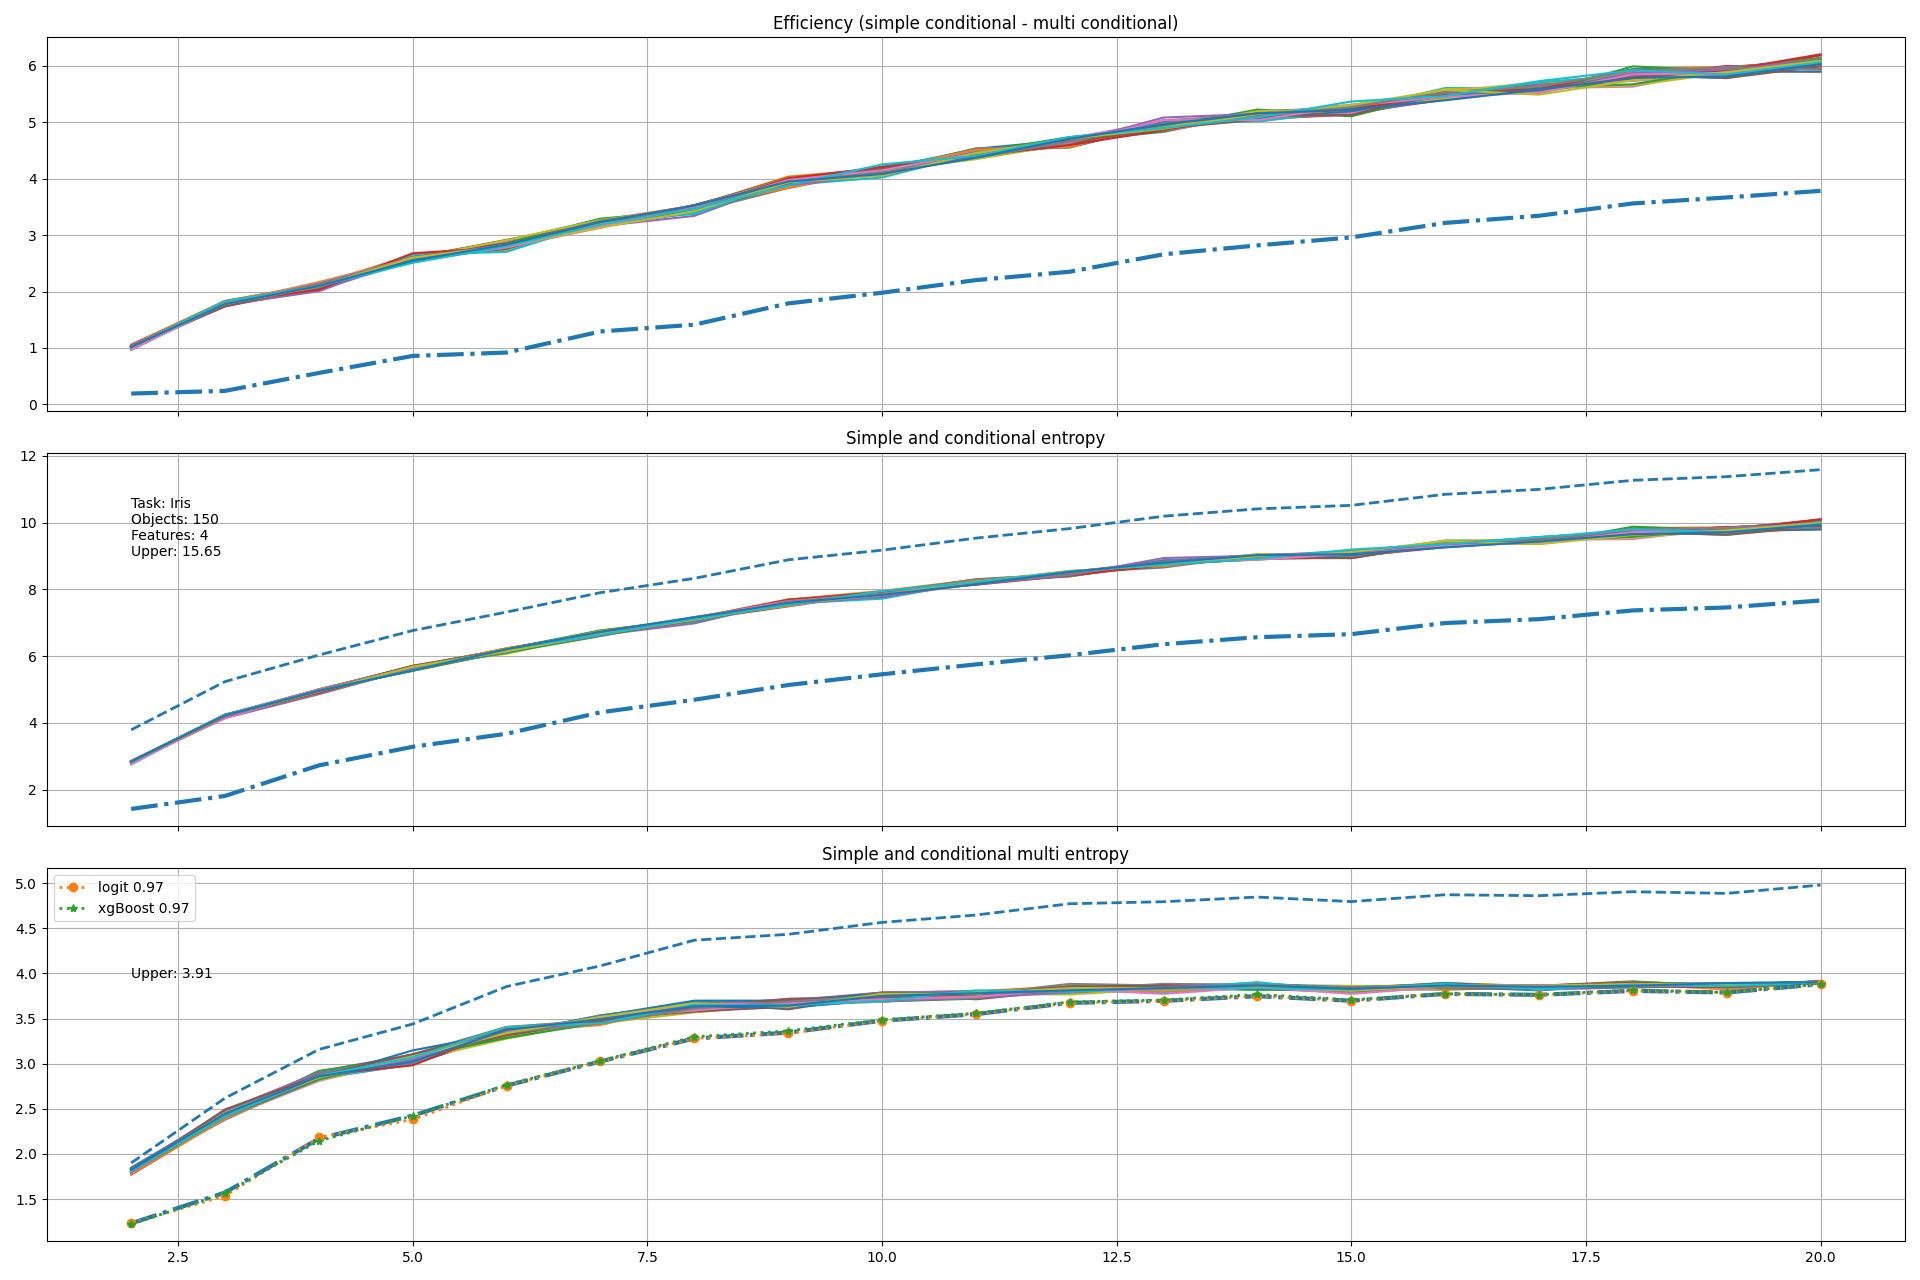 Efficiency (simple conditional - multi conditional)
6
5
4
3
2
1
0
Simple and conditional entropy
12
10
8
6
4
2
Task: Iris
Objects: 150
Features: 4
Upper: 15.65
Simple and conditional multi entropy
5.0
4.5
4.0
3.5
3.0
2.5
2.0
1.5
logit 0.97
xgBoost 0.97
Upper: 3.91
2.5 5.0 7.5 10.0 12.5 15.0 17.5 20.0